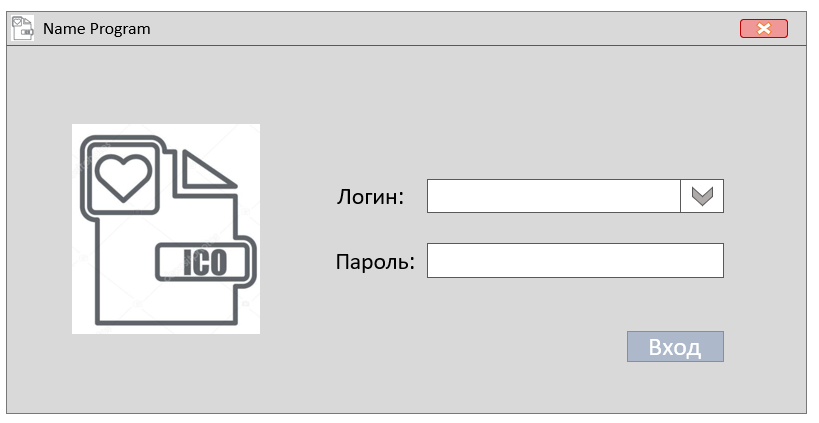 Name Program
Логин:
ICO
Пароль:
Вход